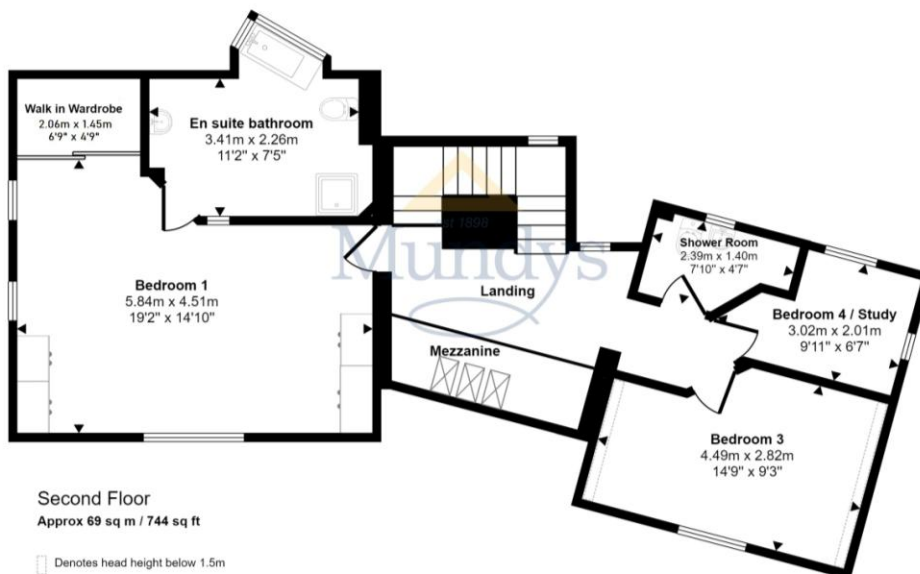 Walk in Wardrobe
2.06m x 1.45m
6'9" x 4'9"
En suite bathroom
3.41m x 2.26m
11'2" x 7'5"
Bedroom 1
5.84m x 4.51m
19'2" x 14'10"
1898
Mundys
Landing
Mezzanine
Shower Room
2.39m x 1.40m
7'10" x 4'7"
Bedroom 4 / Study
3.02m x 2.01m
9'11" x 6'7"
Bedroom 3
4.49m x 2.82m
14'9" x 9'3"
Second Floor
Approx 69 sq m / 744 sq ft
Denotes head height below 1.5m